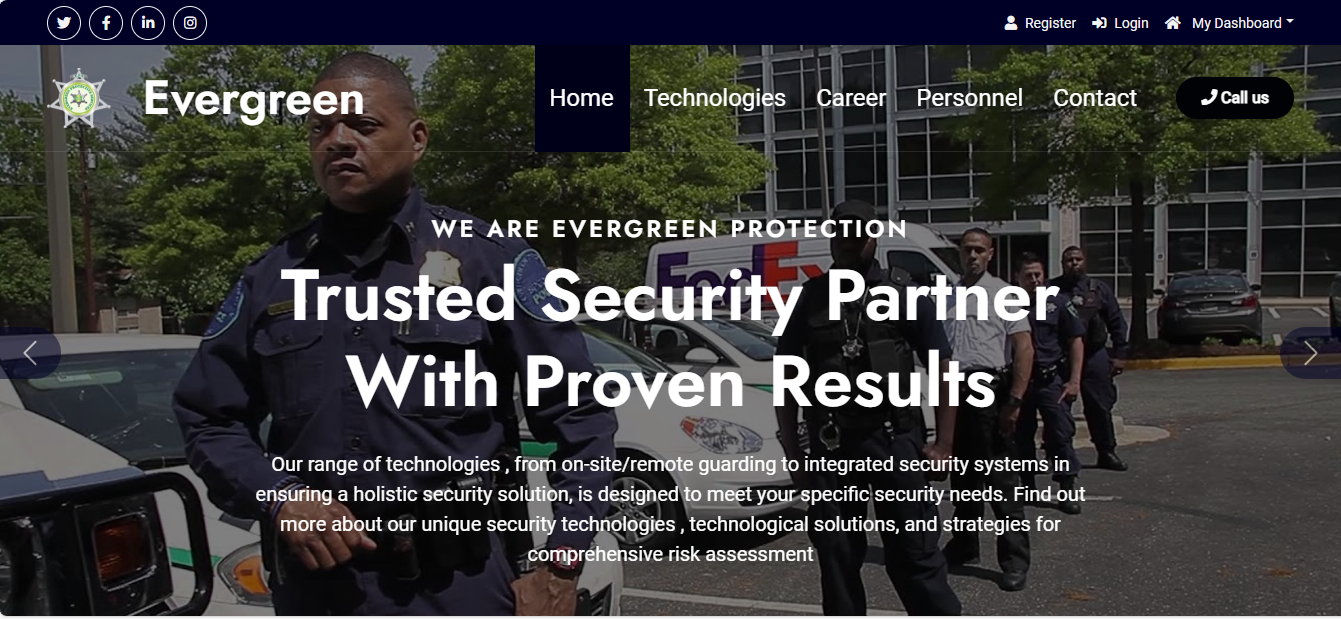 Register Login My Dashboard
Evergreen
Home Technologies Career Personnel Contact Call us
WE ARE EVERGREEN PROTECTION
Trusted Security Partner
With Proven Results
Our range of technologies , from on-site/remote guarding to integrated security systems in
ensuring a holistic security solution, is designed to meet your specific security needs. Find out
more about our unique security technologies , technological solutions, and strategies for
comprehensive risk assessment
FedEx